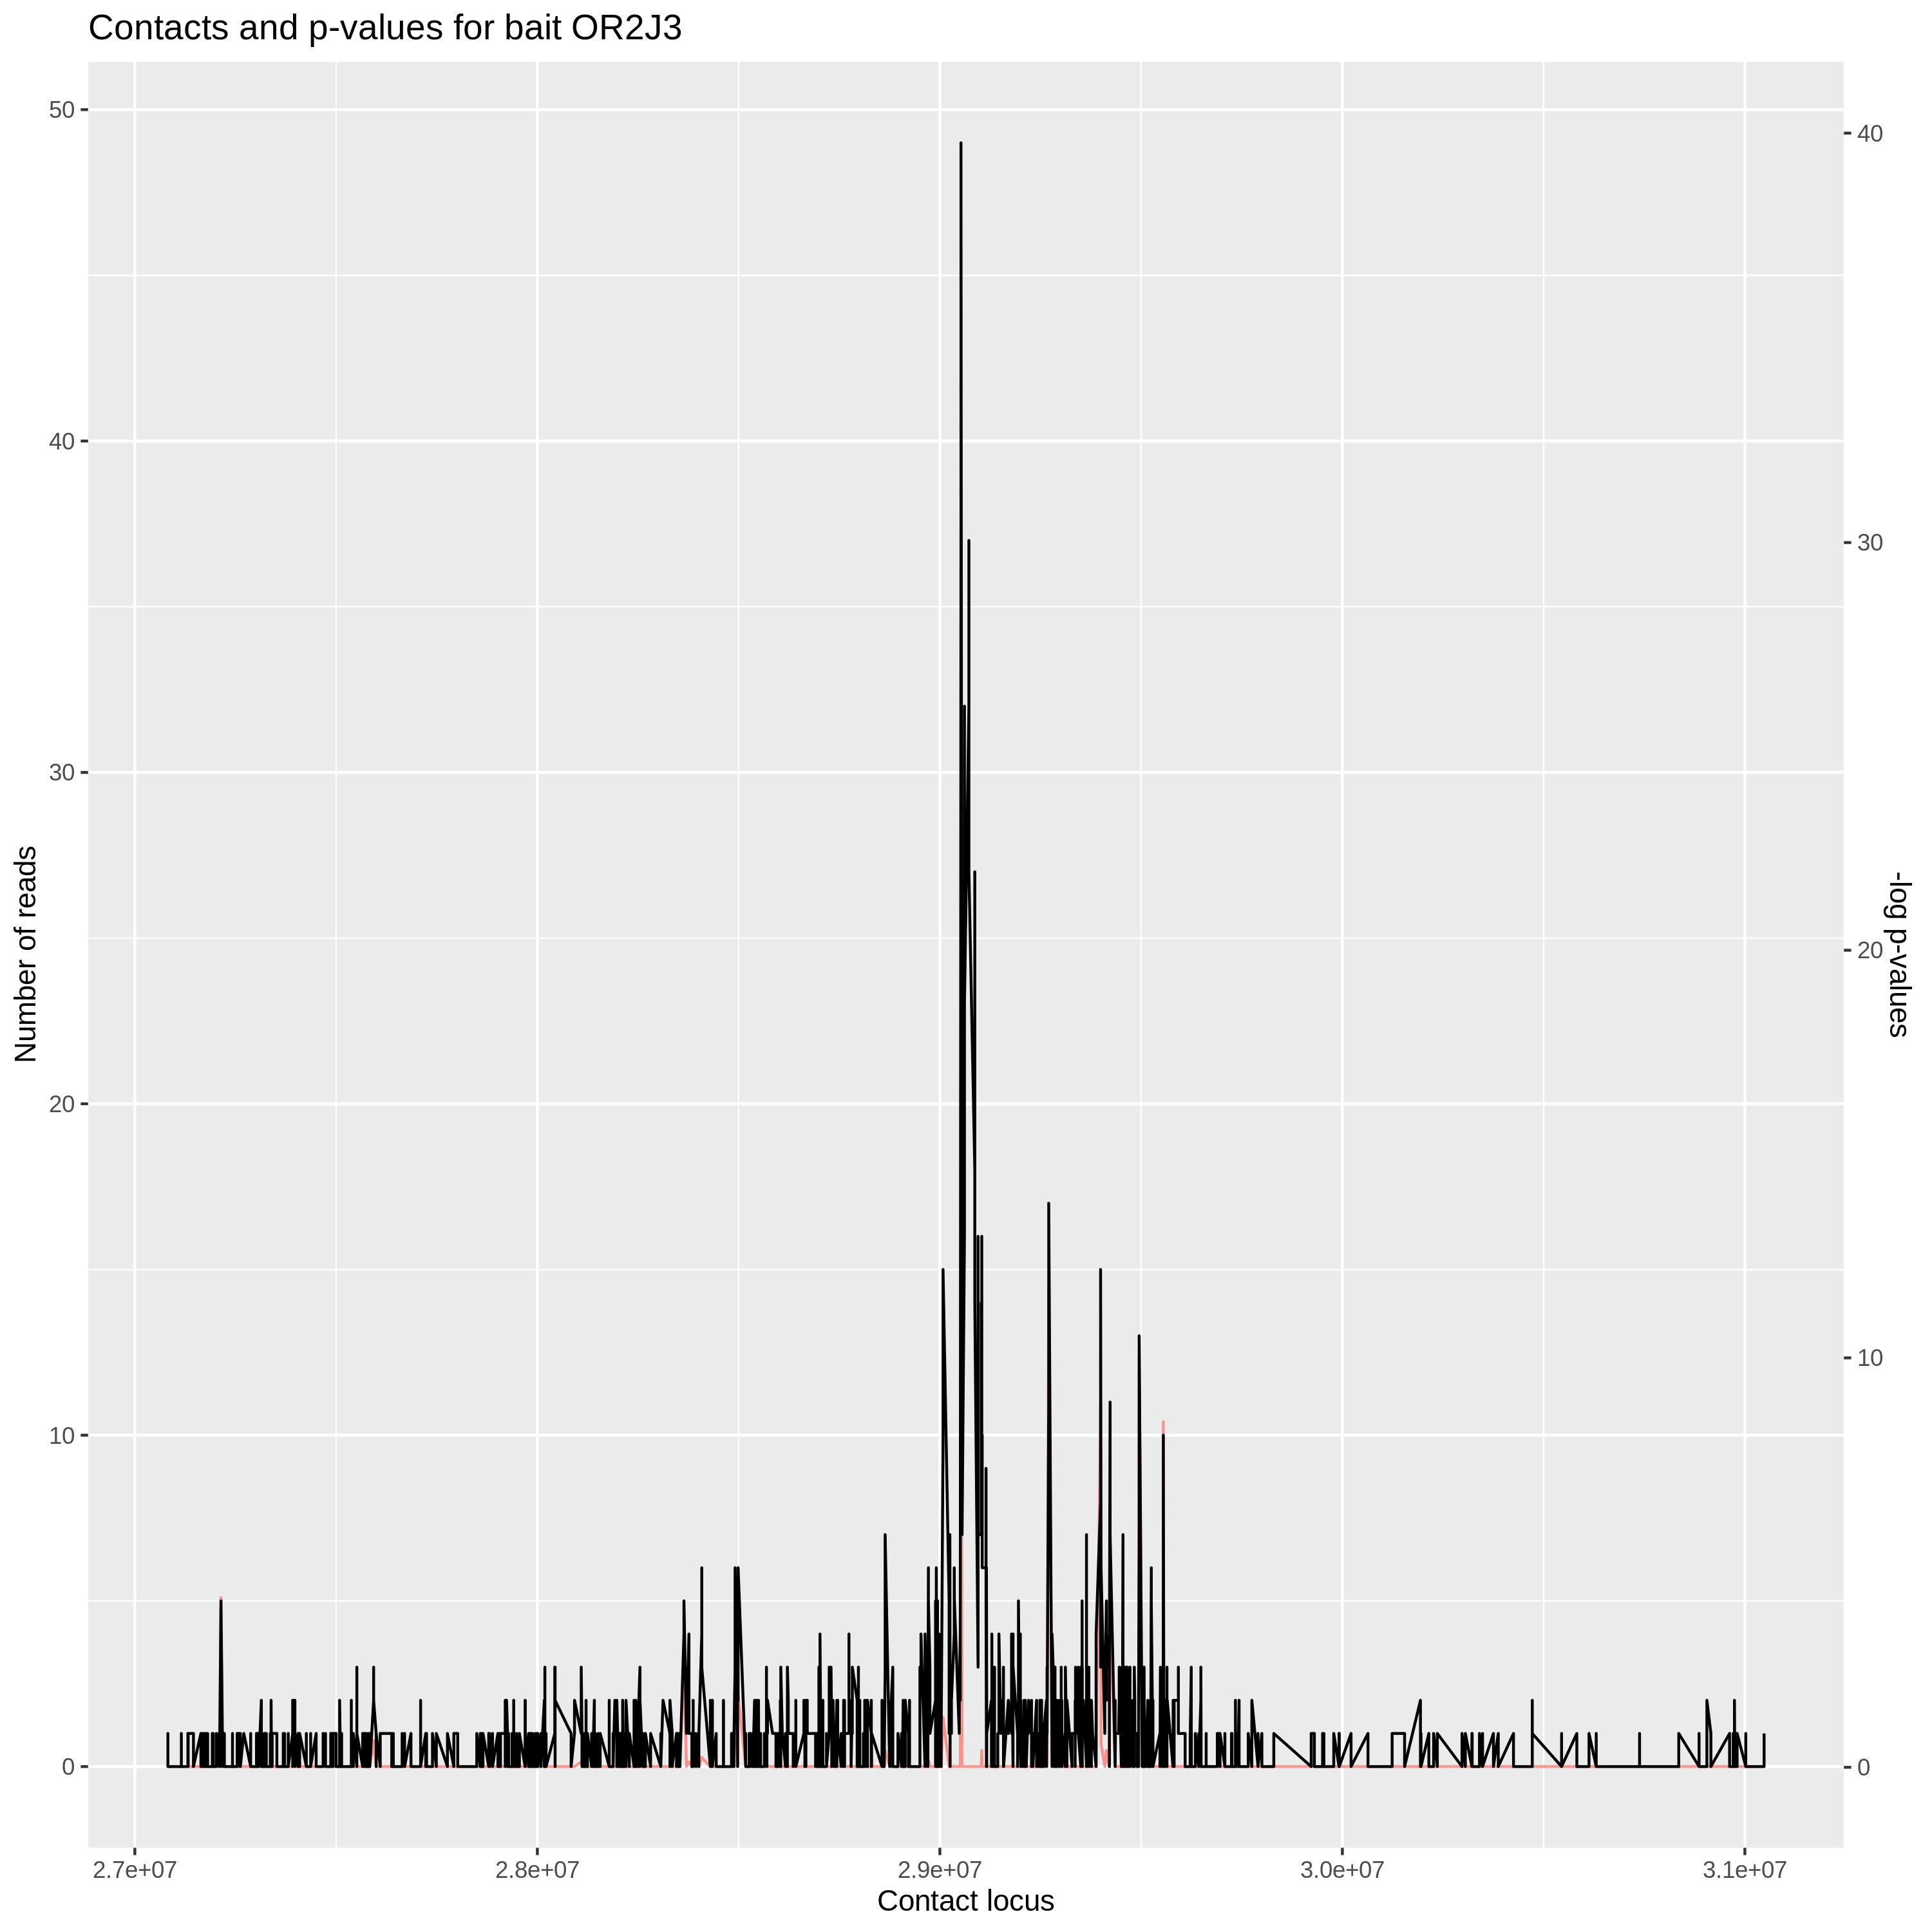 Contacts and p-values for bait OR2J3
50
40
30
20
10
0
Number of reads
40
30
20
10
0
-log p-values
2.7e+07 2.8e+07 2.9e+07 3.0e+07 3.1e+07
Contact locus